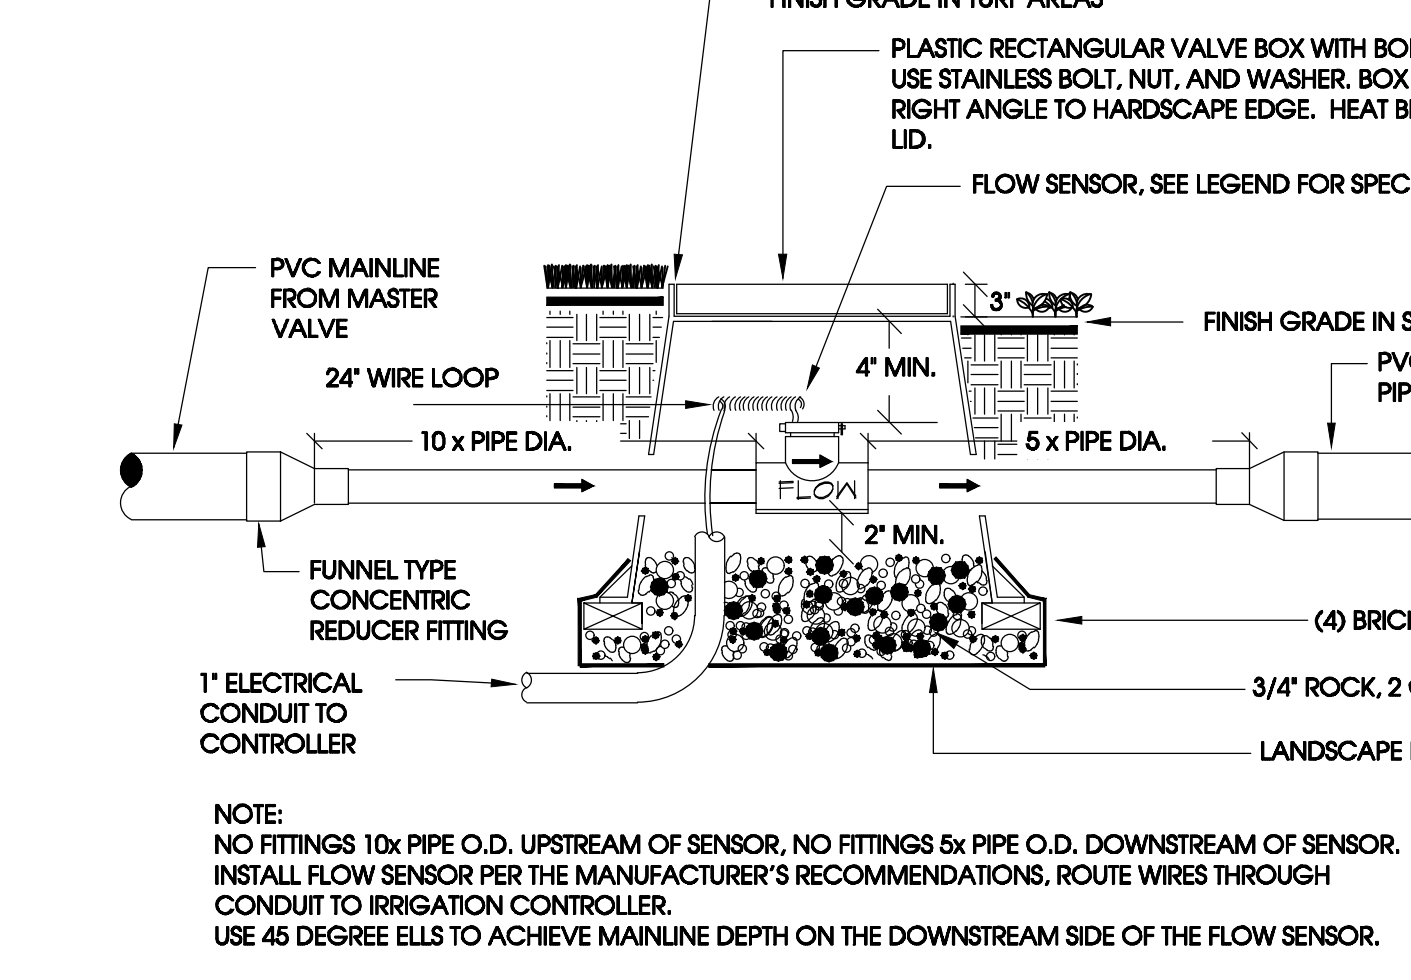 FINISH GRADE IN TURF AREAS
PLASTIC RECTANGULAR VALVE BOX WITH
USE STAINLESS BOLT, NUT, AND WASHER. BOX
RIGHT ANGLE TO HARDSCAPE EDGE. HEAT
LID.
FLOW SENSOR, SEE LEGEND FOR
PVC MAINLINE
FROM MASTER
VALVE
3"
FINISH GRADE IN
4" MIN.
24" WIRE LOOP
10 x PIPE DIA.
5 x PIPE DIA.
FLOW
2" MIN.
FUNNEL TYPE
CONCENTRIC
REDUCER FITTING
(4)
1" ELECTRICAL
CONDUIT TO
CONTROLLER
3/4" ROCK, 2
LANDSCAPE
NOTE:
NO FITTINGS 10x PIPE O.D. UPSTREAM OF SENSOR, NO FITTINGS 5x PIPE O.D. DOWNSTREAM OF SENSOR.
INSTALL FLOW SENSOR PER THE MANUFACTURER'S RECOMMENDATIONS, ROUTE WIRES THROUGH
CONDUIT TO IRRIGATION CONTROLLER.
USE 45 DEGREE ELLS TO ACHIEVE MAINLINE DEPTH ON THE DOWNSTREAM SIDE OF THE FLOW SENSOR.